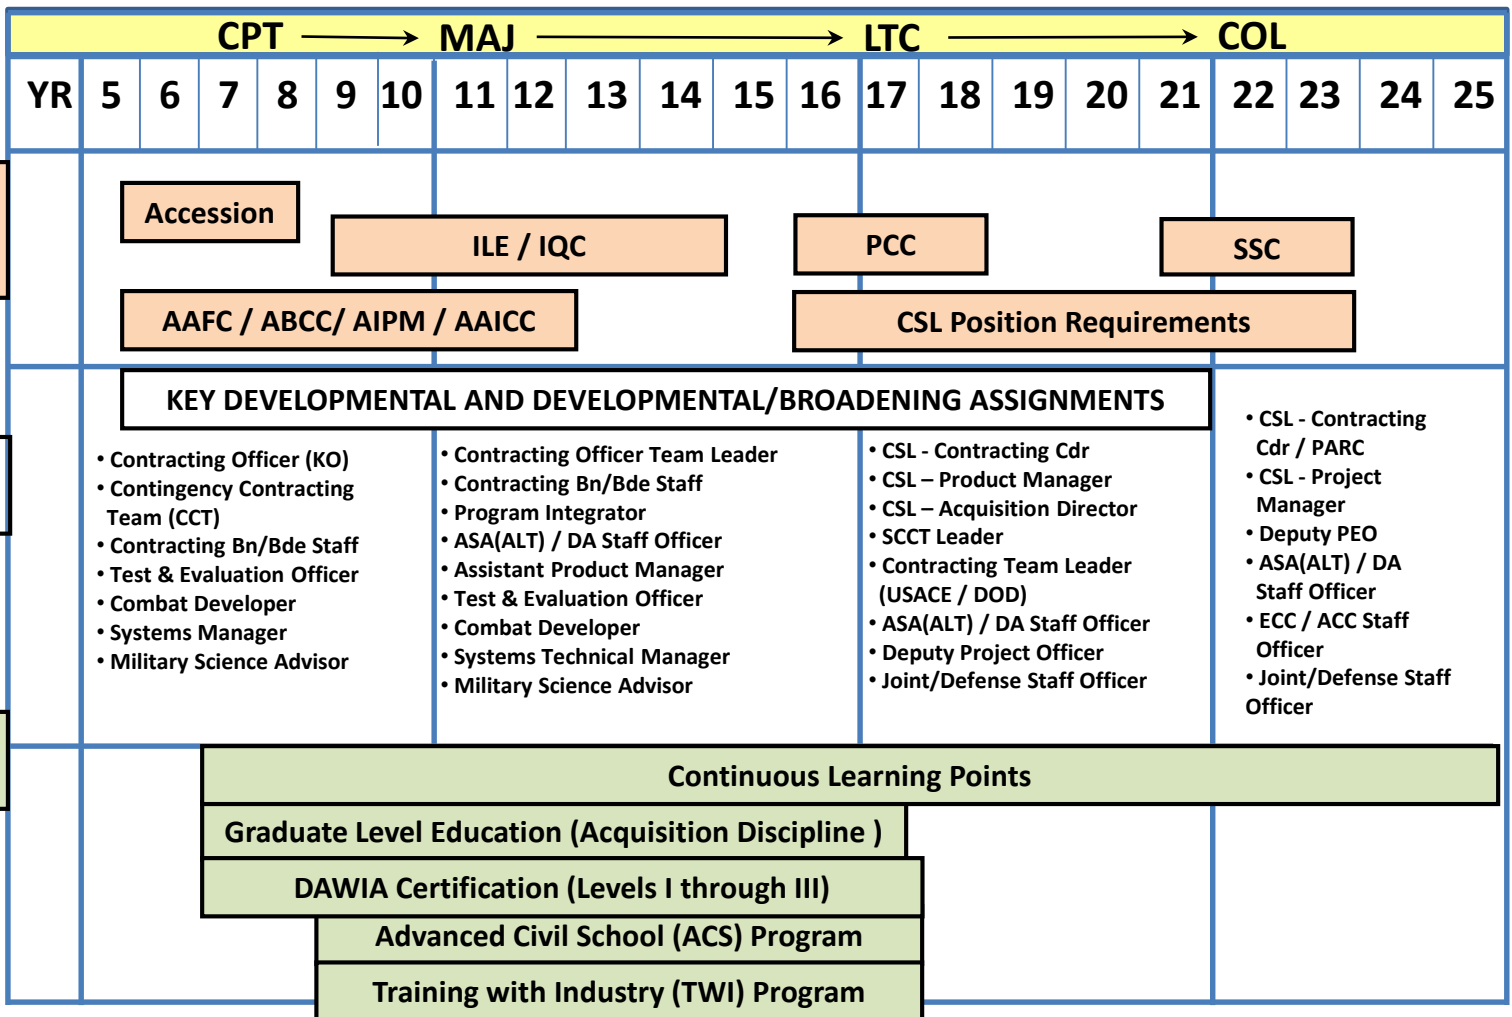 CPT MAJ LTC COL
YR 5 6 7 8 9 10 11 12 13 14 15 16 17 18 19 20 21 22 23 24 25
Accession
ILE / IQC
PCC
SSC
AAFC / ABCC/ AIPM / AAICC
CSL Position Requirements
KEY DEVELOPMENTAL AND DEVELOPMENTAL/BROADENING ASSIGNMENTS
• Contracting Officer (KO)
• Contingency Contracting
Team (CCT)
• Contracting Bn/Bde Staff
• Test & Evaluation Officer
• Combat Developer
• Systems Manager
• Military Science Advisor
• Contracting Officer Team Leader
• Contracting Bn/Bde Staff
• Program Integrator
• ASA(ALT) / DA Staff Officer
• Assistant Product Manager
• Test & Evaluation Officer
• Combat Developer
• Systems Technical Manager
• Military Science Advisor
• CSL - Contracting Cdr
• CSL – Product Manager
• CSL – Acquisition Director
• SCCT Leader
• Contracting Team Leader
(USACE / DOD)
• ASA(ALT) / DA Staff Officer
• Deputy Project Officer
• Joint/Defense Staff Officer
• CSL - Contracting
Cdr / PARC
• CSL - Project
Manager
• Deputy PEO
• ASA(ALT) / DA
Staff Officer
• ECC / ACC Staff
Officer
• Joint/Defense Staff
Officer
Continuous Learning Points
Graduate Level Education (Acquisition Discipline )
DAWIA Certification (Levels I through III)
Advanced Civil School (ACS) Program
Training with Industry (TWI) Program